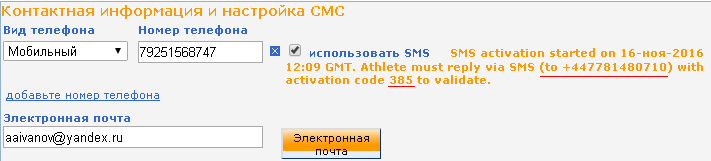 Контактная информация и настройка СМС
Вид телефона Номер телефона
Мобильный 79251568747 использовать SMS SMS activation started on 16-ноя-2016
12:09 GMT. Athlete must reply via SMS (to +447781480710) with
activation code 385 to validate.
добавьте номер телефона
Электронная почта
aaivanov@yandex.ru Электронная
почта